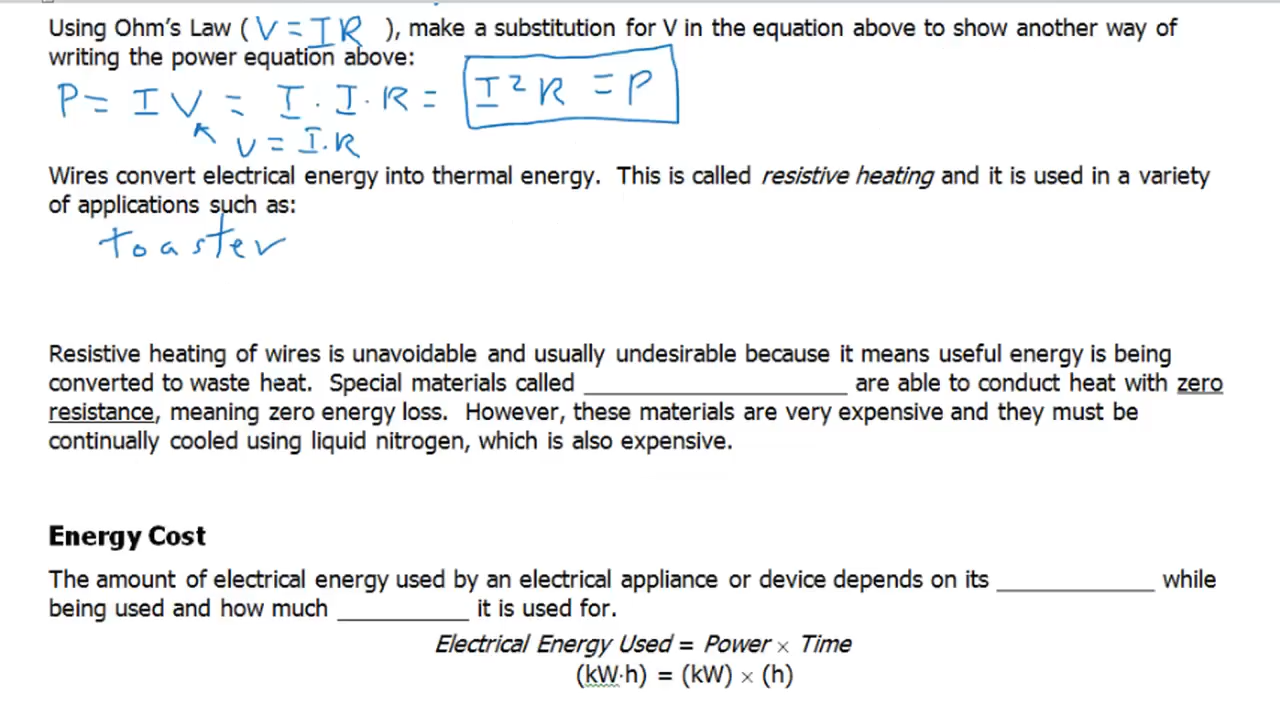 Using Ohm's Law ( V = IR ), make a substitution for V in the equation above to show another way of
writing the power equation above:
P = I V = I · I · R = I²R = P
V = I·R
Wires convert electrical energy into thermal energy. This is called resistive heating and it is used in a variety
of applications such as:
toaster
Resistive heating of wires is unavoidable and usually undesirable because it means useful energy is being
converted to waste heat. Special materials called ____________________ are able to conduct heat with zero
resistance, meaning zero energy loss. However, these materials are very expensive and they must be
continually cooled using liquid nitrogen, which is also expensive.
Energy Cost
The amount of electrical energy used by an electrical appliance or device depends on its ____________ while
being used and how much __________ it is used for.
Electrical Energy Used = Power × Time
(kW·h) = (kW) × (h)